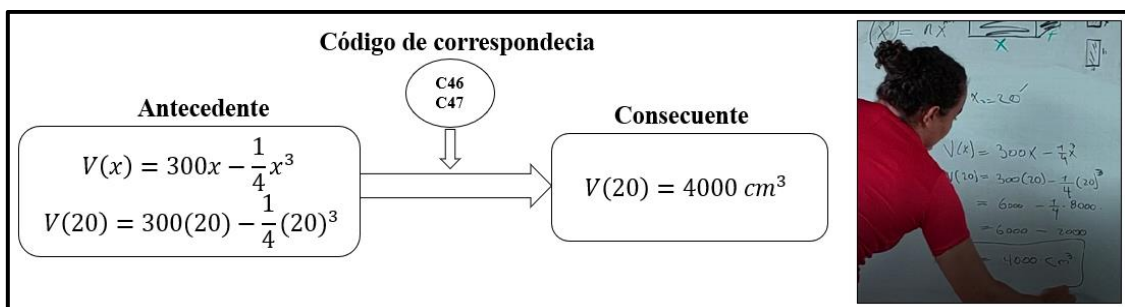 Código de correspondecia
C46
C47
Antecedente
V(x) = 300x − 1/4 x³
V(20) = 300(20) − 1/4 (20)³
Consecuente
V(20) = 4000 cm³
(x^n) = nx
x
x₂=20
V(x) = 300x − 1/4 x³
V(20) = 300(20) − 1/4 (20)³
= 6000 − 1/4 · 8000
= 6000 − 2000
= 4000 cm³